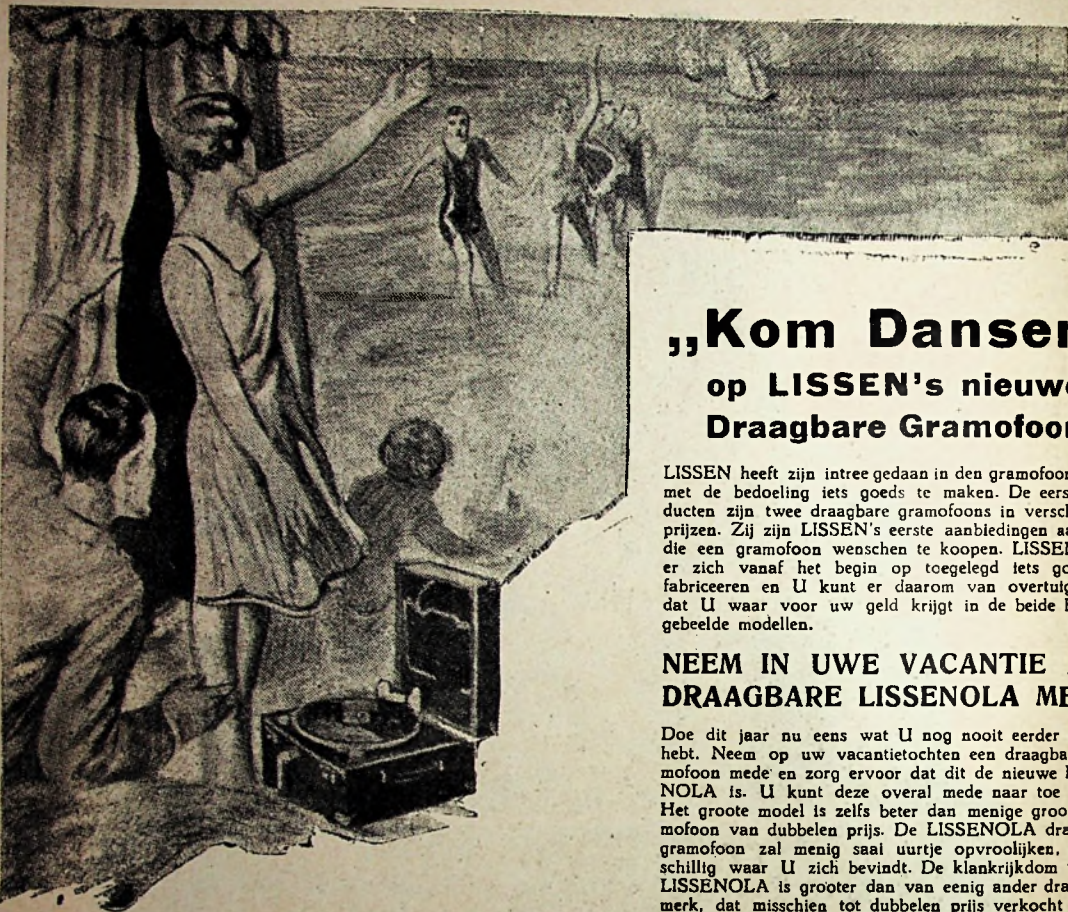 „Kom Dansen
op LISSEN's nieuwe
Draagbare Gramofoon
LISSEN heeft zijn intree gedaan in den gramofoon
met de bedoeling iets goeds te maken. De eers
ducten zijn twee draagbare gramofoons in versch
prijzen. Zij zijn LISSEN's eerste aanbiedingen aa
die een gramofoon wenschen te koopen. LISSEN
er zich vanaf het begin op toegelegd iets go
fabriceeren en U kunt er daarom van overtuig
dat U waar voor uw geld krijgt in de beide
gebeelde modellen.
NEEM IN UWE VACANTIE
DRAAGBARE LISSENOLA ME
Doe dit jaar nu eens wat U nog nooit eerder
hebt. Neem op uw vacantietochten een draagba
mofoon mede en zorg ervoor dat dit de nieuwe
NOLA is. U kunt deze overal mede naar toe
Het groote model is zelfs beter dan menige groo
mofoon van dubbelen prijs. De LISSENOLA dra
gramofoon zal menig saai uurtje opvroolijken,
schillig waar U zich bevindt. De klankrijkdom
LISSENOLA is grooter dan van eenig ander dra
merk, dat misschien tot dubbelen prijs verkocht